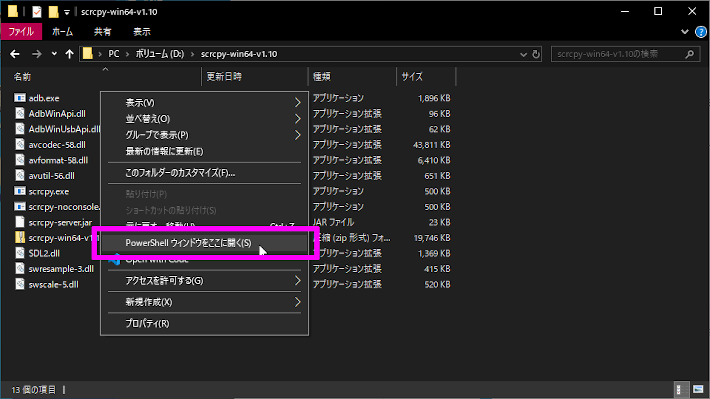 scrcpy-win64-v1.10
ファイル ホーム 共有 表示
PC ボリューム (D:) scrcpy-win64-v1.10 scrcpy-win64-v1.10の検索
名前 更新日時 種類 サイズ
adb.exe アプリケーション 1,896 KB
AdbWinApi.dll アプリケーション拡張 96 KB
AdbWinUsbApi.dll アプリケーション拡張 62 KB
avcodec-58.dll アプリケーション拡張 43,811 KB
avformat-58.dll アプリケーション拡張 6,410 KB
avutil-56.dll アプリケーション拡張 651 KB
scrcpy.exe アプリケーション 500 KB
scrcpy-noconsole. アプリケーション 500 KB
scrcpy-server.jar JAR ファイル 23 KB
scrcpy-win64-v1.1 圧縮 (zip 形式) フォ... 19,746 KB
SDL2.dll アプリケーション拡張 1,369 KB
swresample-3.dll アプリケーション拡張 415 KB
swscale-5.dll アプリケーション拡張 520 KB
表示(V)
並べ替え(O)
グループで表示(P)
最新の情報に更新(E)
このフォルダーのカスタマイズ(F)...
貼り付け(P)
ショートカットの貼り付け(S)
元に戻す - 移動(U) Ctrl+Z
PowerShell ウィンドウをここに開く(S)
Open with Code
アクセスを許可する(G)
新規作成(X)
プロパティ(R)
13 個の項目